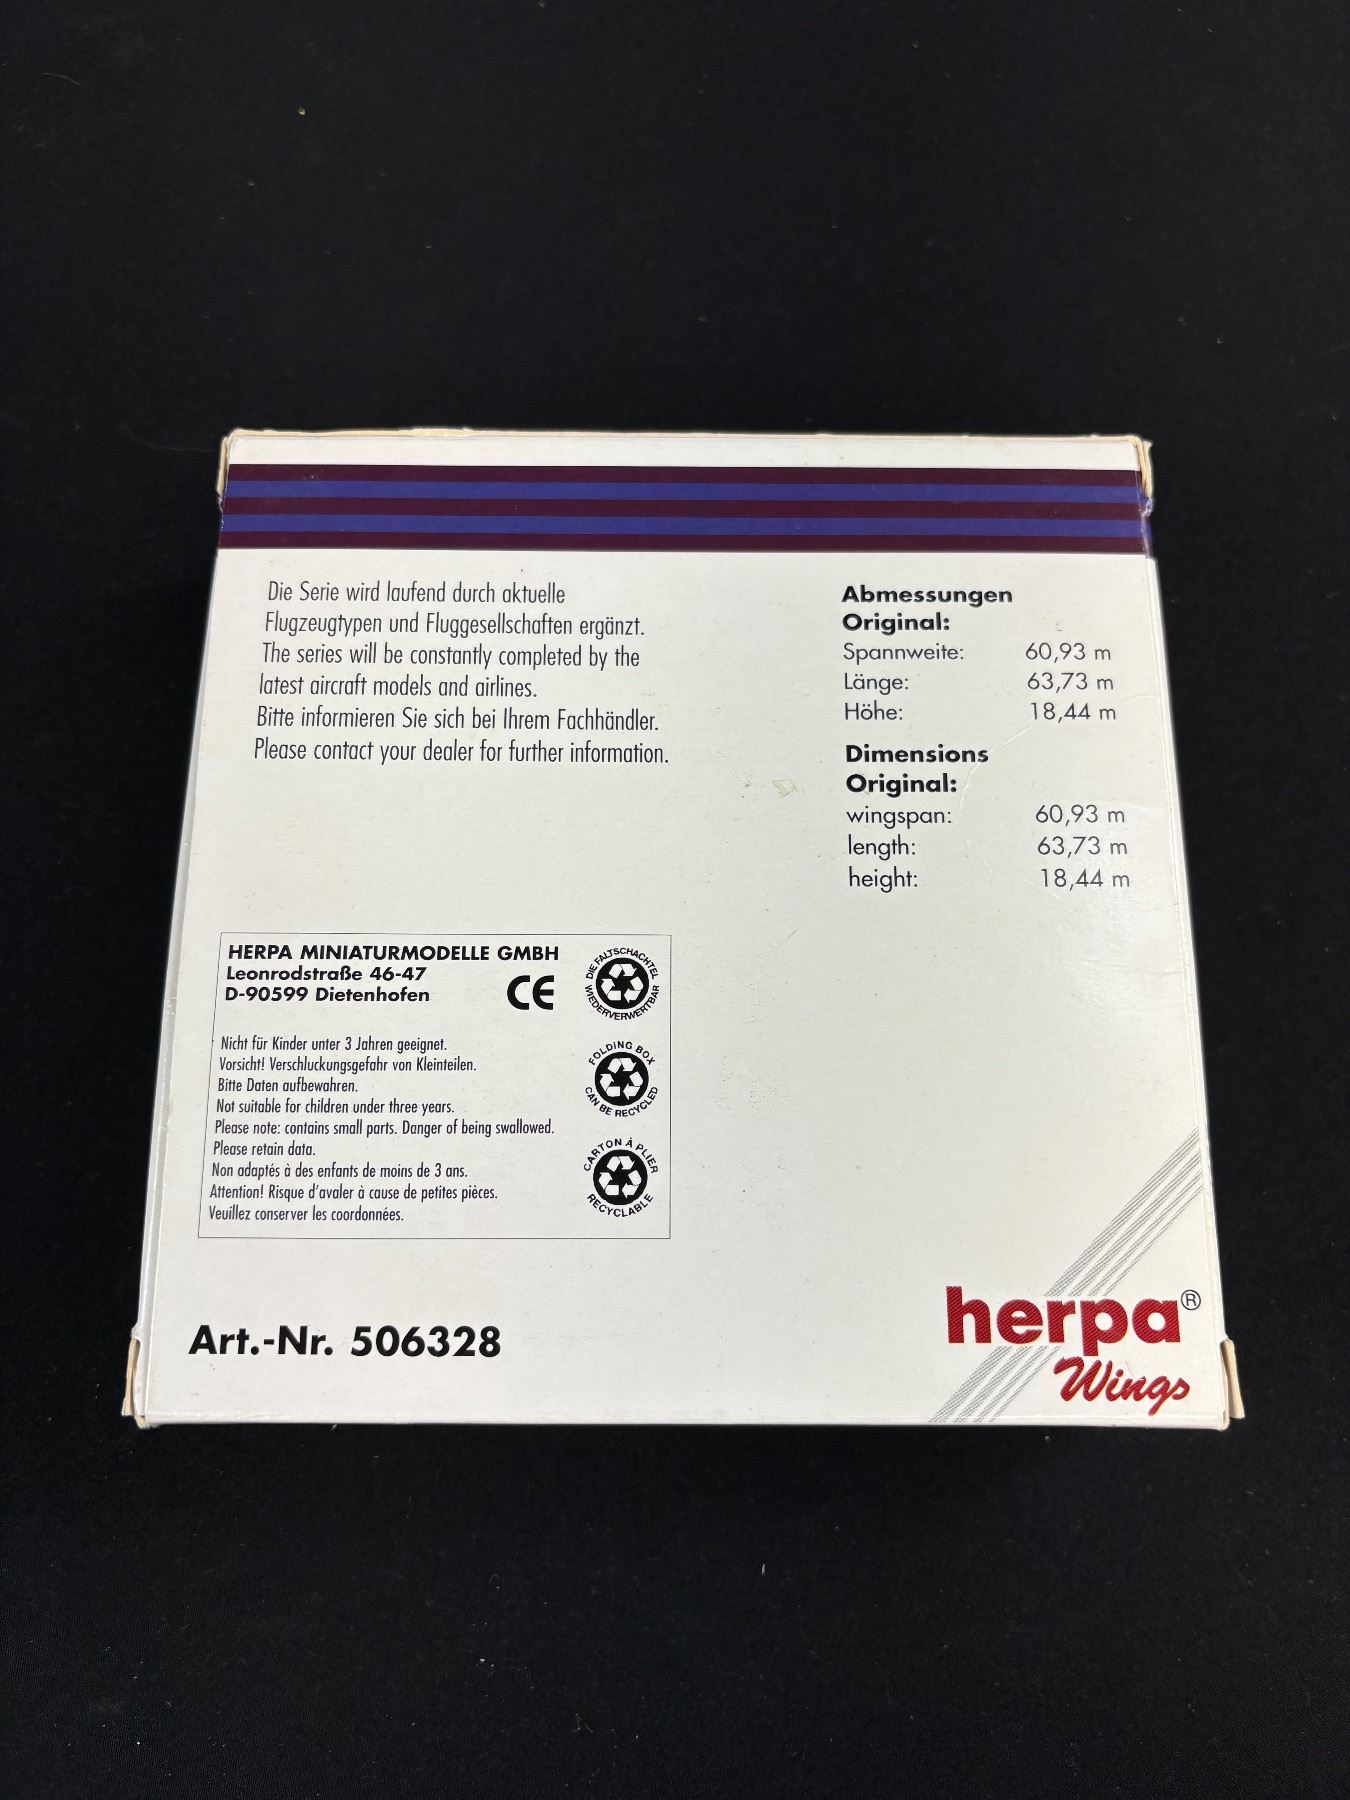 Die Serie wird laufend durch aktuelle
Flugzeugtypen und Fluggesellschaften ergänzt.
The series will be constantly completed by the
latest aircraft models and airlines.
Bitte informieren Sie sich bei Ihrem Fachhändler.
Please contact your dealer for further information.
Abmessungen
Original:
Spannweite: 60,93 m
Länge: 63,73 m
Höhe: 18,44 m
Dimensions
Original:
wingspan: 60,93 m
length: 63,73 m
height: 18,44 m
HERPA MINIATURMODELLE GMBH
Leonrodstraße 46-47
D-90599 Dietenhofen
CE
Nicht für Kinder unter 3 Jahren geeignet.
Vorsicht! Verschluckungsgefahr von Kleinteilen.
Bitte Daten aufbewahren.
Not suitable for children under three years.
Please note: contains small parts. Danger of being swallowed.
Please retain data.
Non adaptés à des enfants de moins de 3 ans.
Attention! Risque d'avaler à cause de petites pièces.
Veuillez conserver les coordonnées.
DIE FALTSCHACHTEL
WIEDERVERWERTBAR
FOLDING BOX
CAN BE RECYCLED
CARTON À PLIER
RECYCLABLE
Art.-Nr. 506328
herpa®
Wings